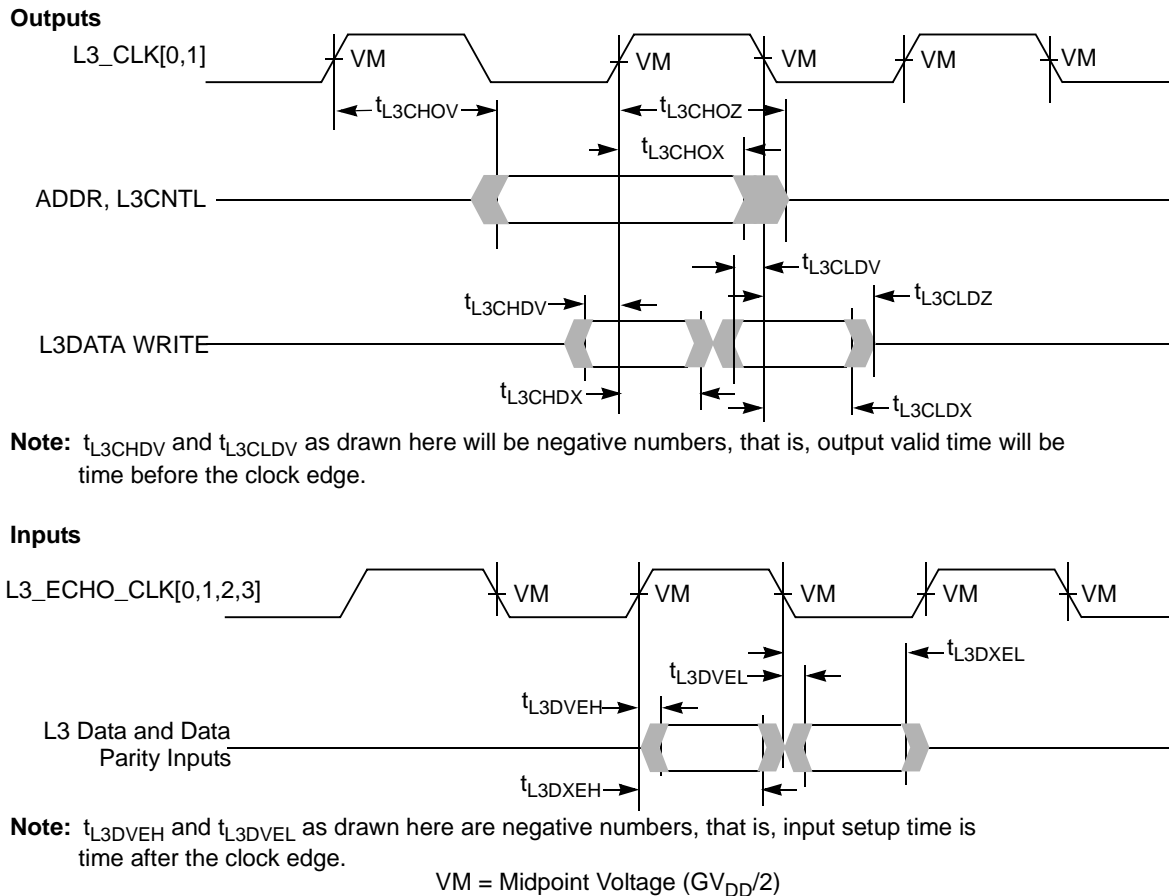 Outputs
L3_CLK[0,1]
VM
VM
VM
VM
VM
tL3CHOV
tL3CHOZ
tL3CHOX
ADDR, L3CNTL
tL3CLDV
tL3CHDV
tL3CLDZ
L3DATA WRITE
tL3CHDX
tL3CLDX
Note: tL3CHDV and tL3CLDV as drawn here will be negative numbers, that is, output valid time will be
time before the clock edge.
Inputs
L3_ECHO_CLK[0,1,2,3]
VM
VM
VM
VM
VM
tL3DXEL
tL3DVEL
tL3DVEH
L3 Data and Data
Parity Inputs
tL3DXEH
Note: tL3DVEH and tL3DVEL as drawn here are negative numbers, that is, input setup time is
time after the clock edge.
VM = Midpoint Voltage (GVDD/2)